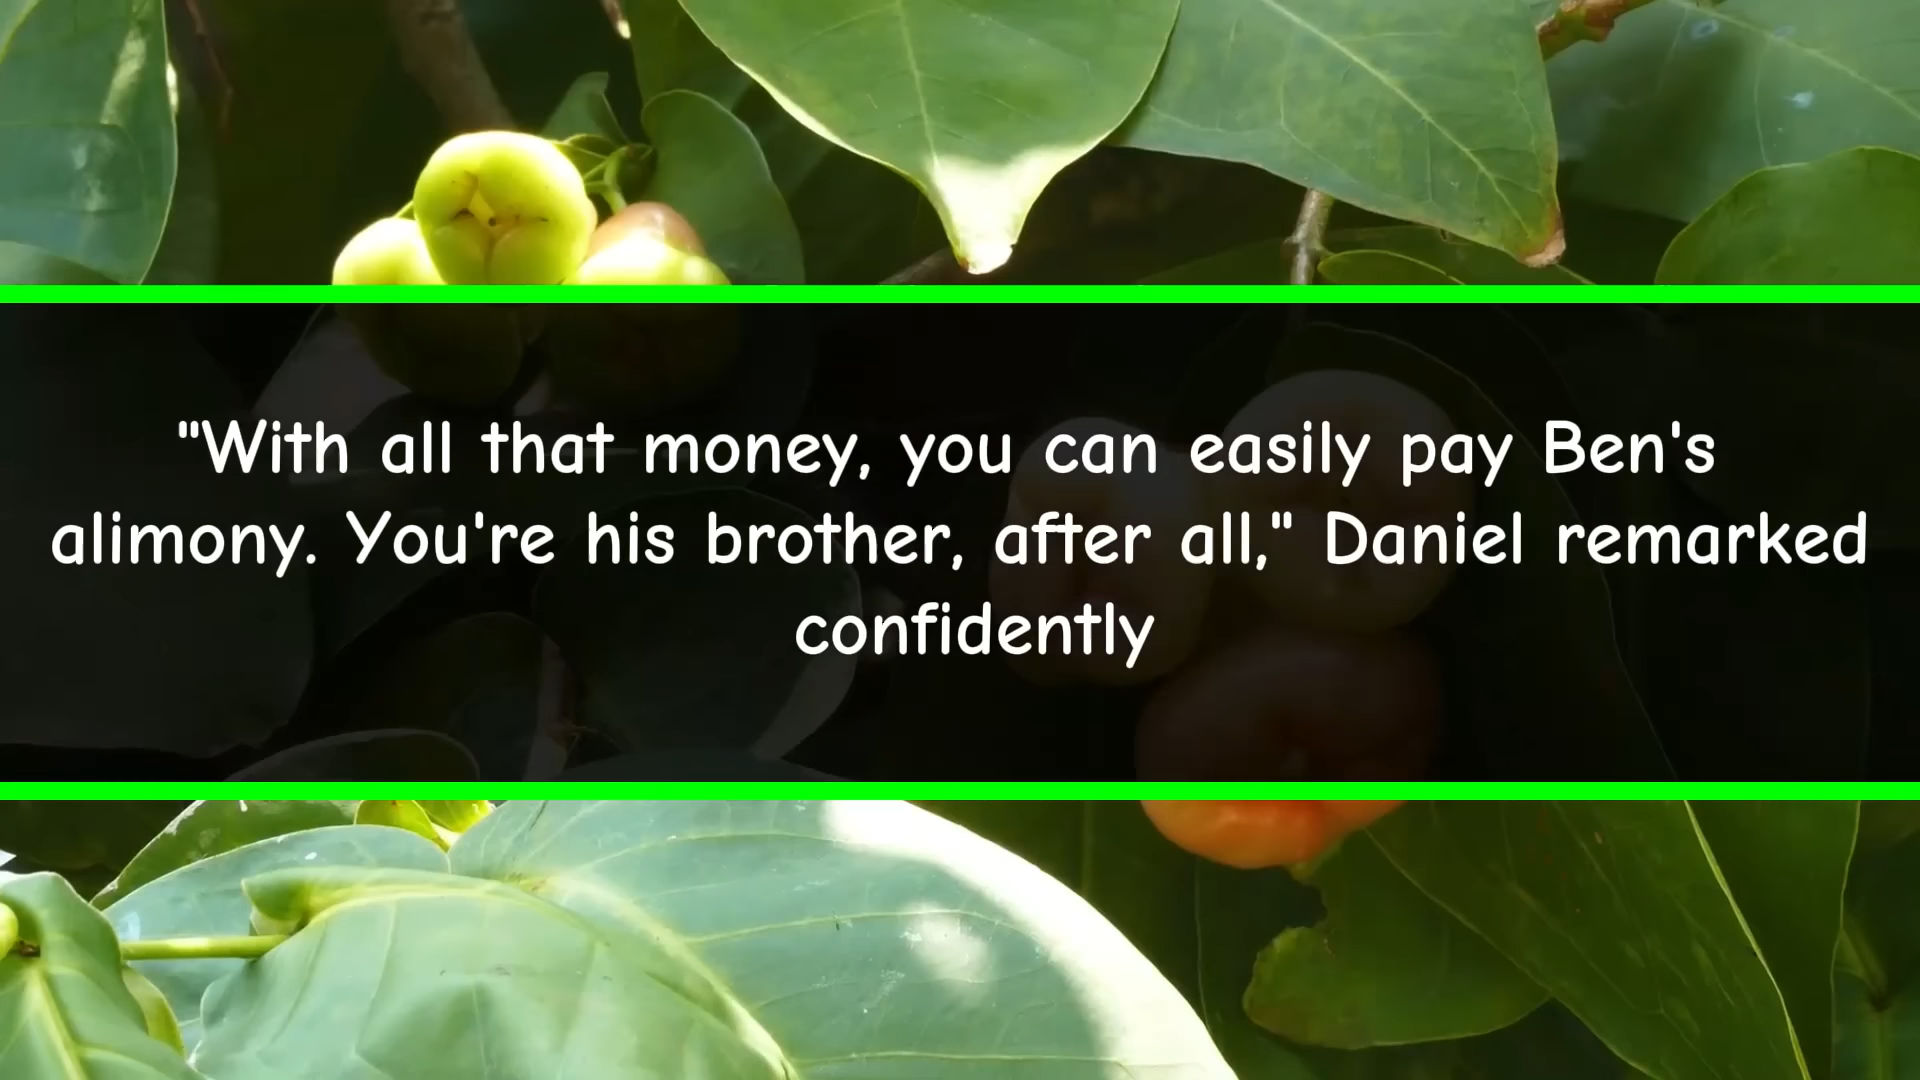 "With all that money, you can easily pay Ben's
alimony. You're his brother, after all," Daniel remarked
confidently